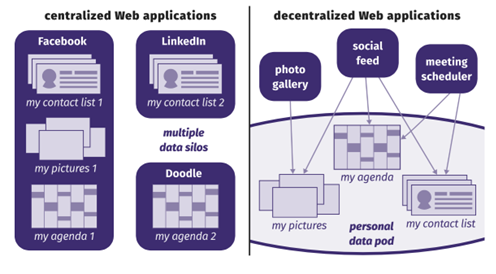 centralized Web applications
Facebook
my contact list 1
my pictures 1
my agenda 1
LinkedIn
my contact list 2
multiple
data silos
Doodle
my agenda 2
decentralized Web applications
photo
gallery
social
feed
meeting
scheduler
my agenda
my pictures
personal
data pod
my contact list